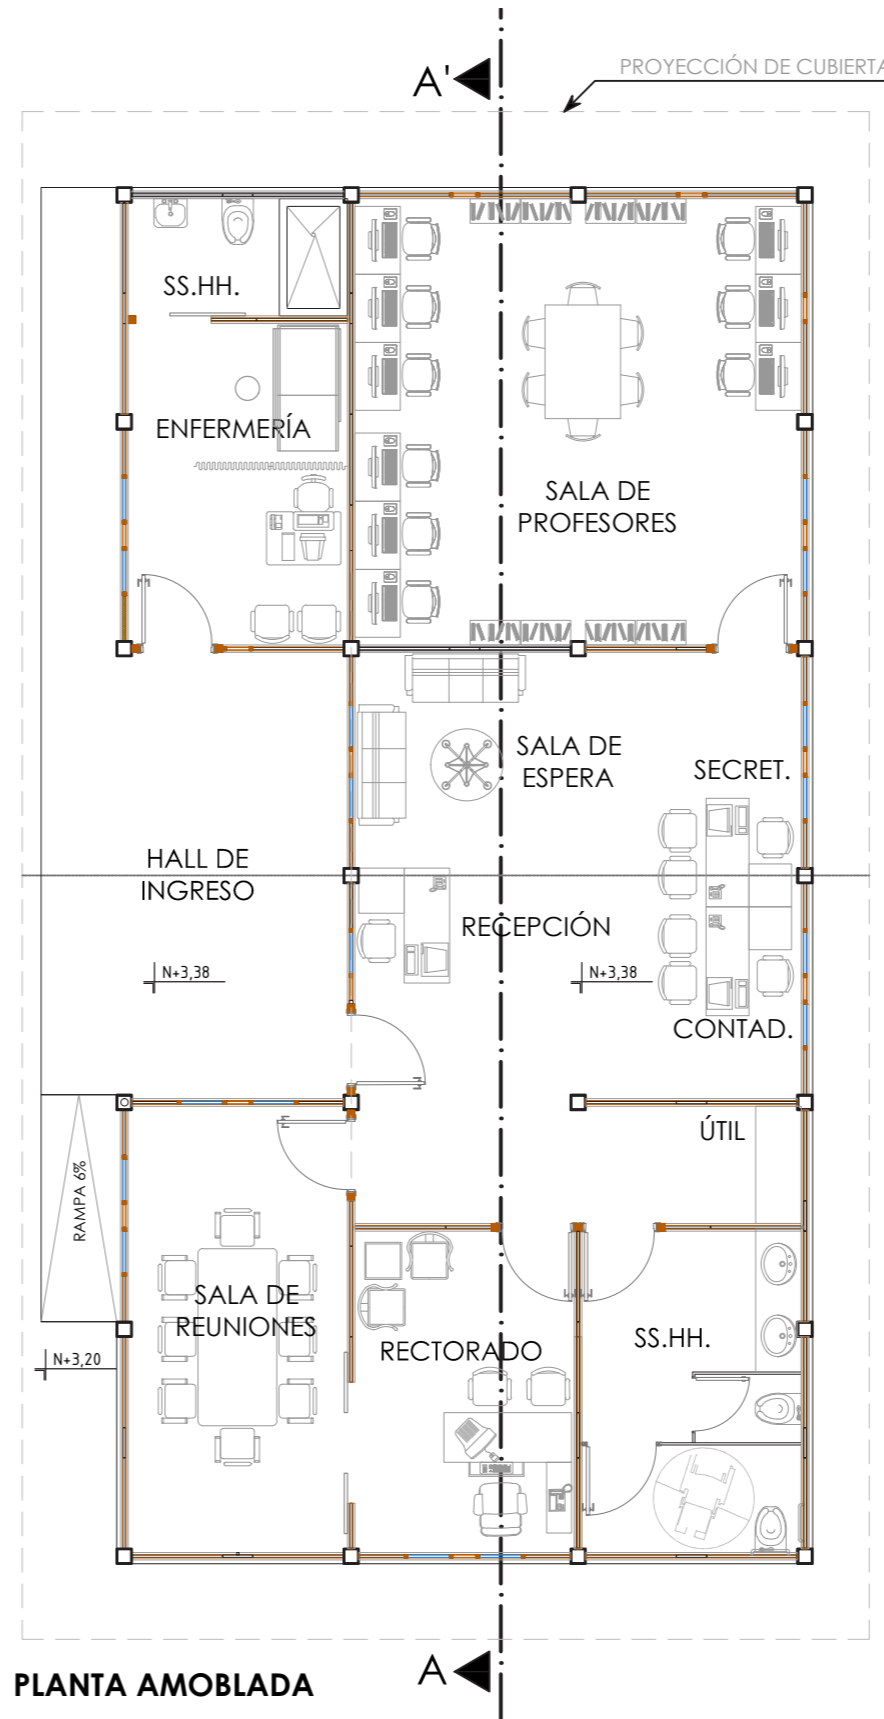 A'
PROYECCIÓN DE CUBIERTA
SS.HH.
ENFERMERÍA
SALA DE
PROFESORES
SALA DE
ESPERA
SECRET.
HALL DE
INGRESO
RECEPCIÓN
N+3,38
N+3,38
CONTAD.
ÚTIL
RAMPA 6%
SALA DE
REUNIONES
RECTORADO
SS.HH.
N+3,20
A
PLANTA AMOBLADA